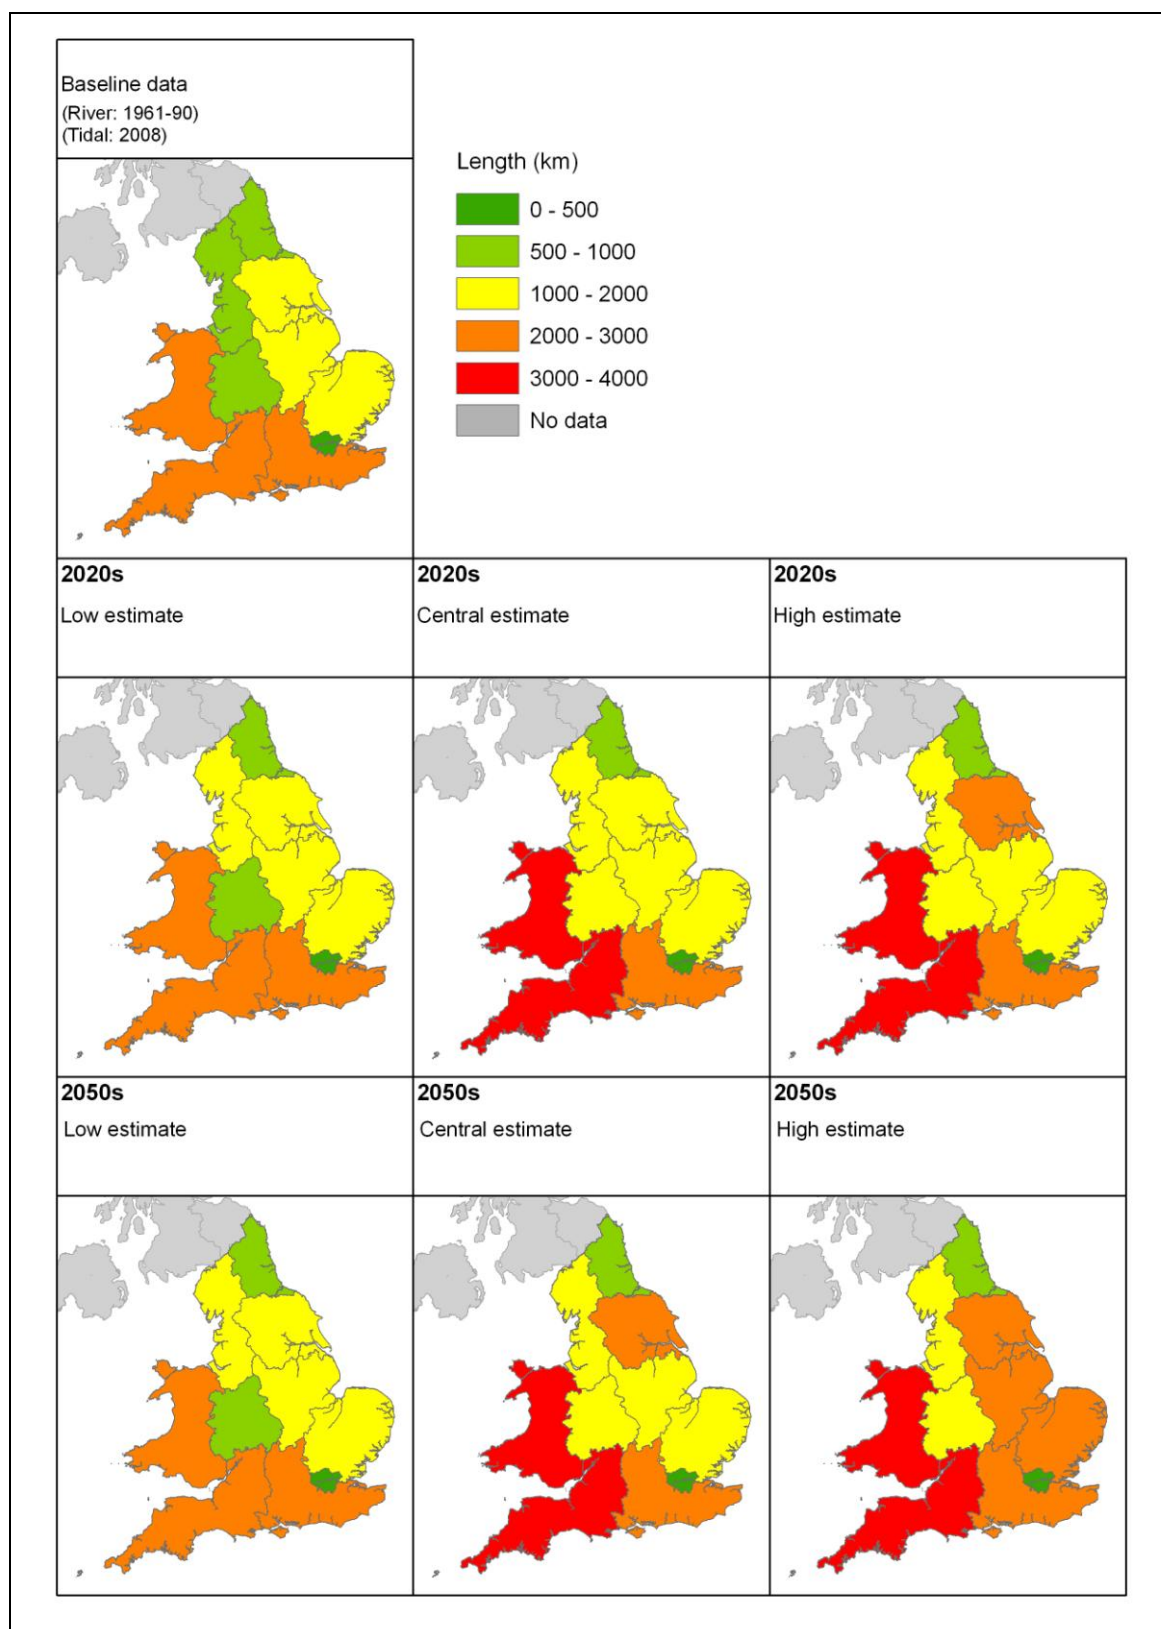 Baseline data
(River: 1961-90)
(Tidal: 2008)
Length (km)
0 - 500
500 - 1000
1000 - 2000
2000 - 3000
3000 - 4000
No data
2020s
Low estimate
2020s
Central estimate
2020s
High estimate
2050s
Low estimate
2050s
Central estimate
2050s
High estimate